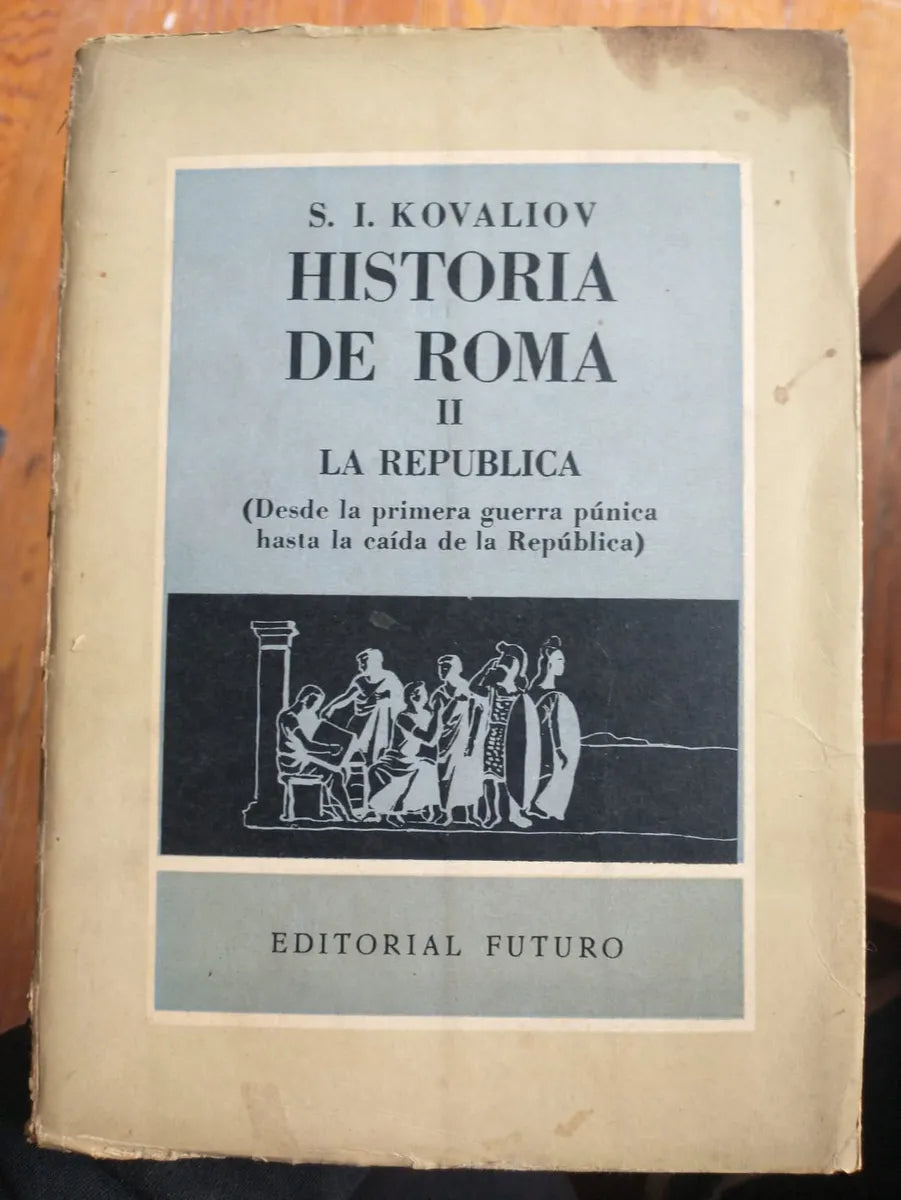 S. I. KOVALIOV
HISTORIA
DE ROMA
II
LA REPUBLICA
(Desde la primera guerra púnica
hasta la caída de la República)
EDITORIAL FUTURO